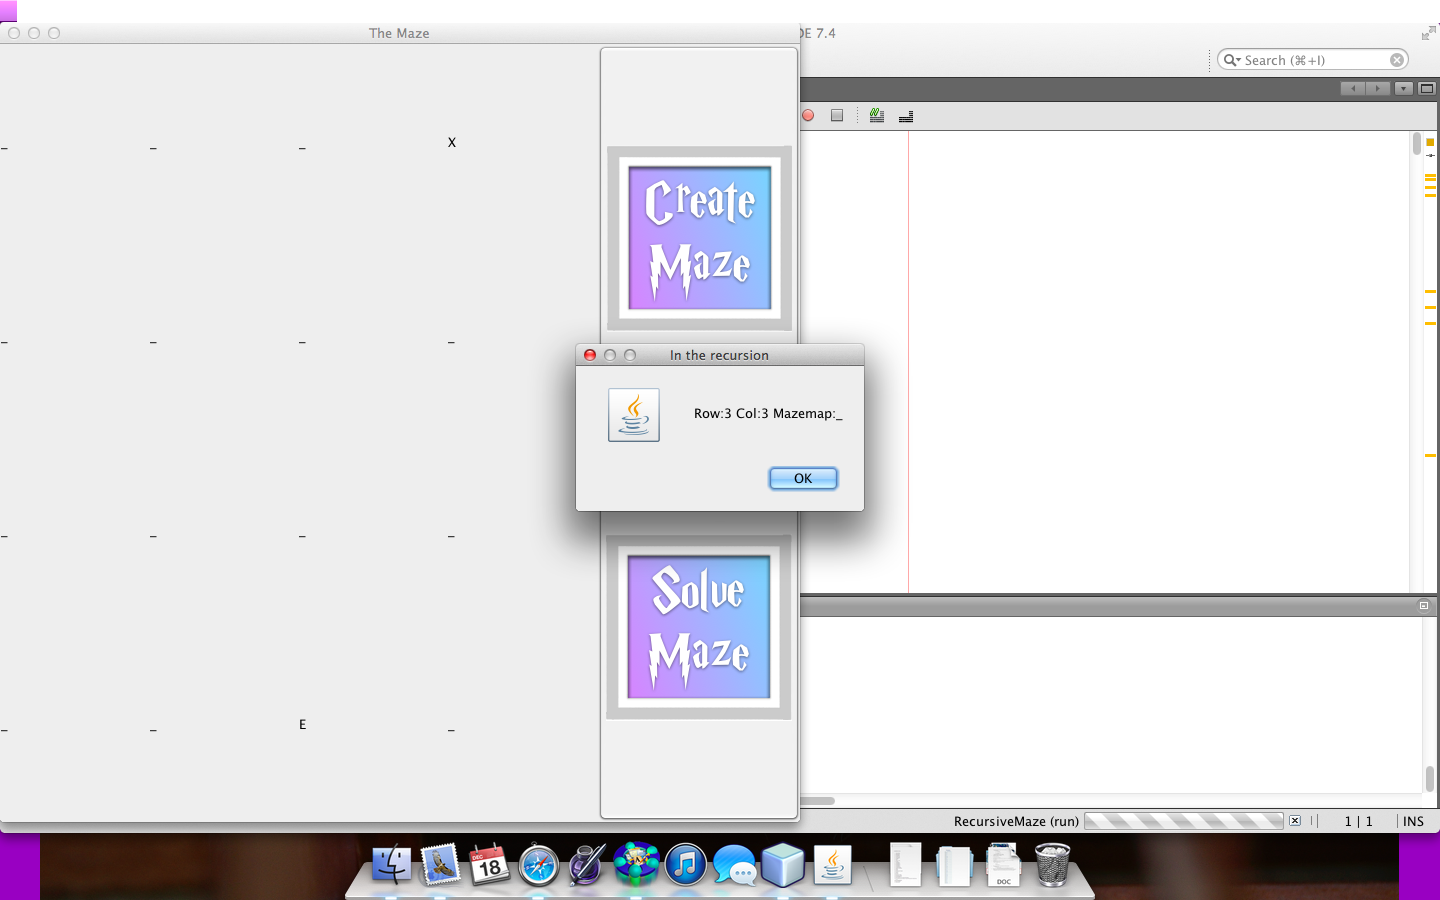 The Maze
DE 7.4
Search (⌘+I)
_ _ _ X
Create
Maze
_ _ _ _
In the recursion
Row:3 Col:3 Mazemap:_
OK
_ _ _ _
Solve
Maze
_ _ E _
RecursiveMaze (run)
1 | 1
INS
DEC
18
DOC